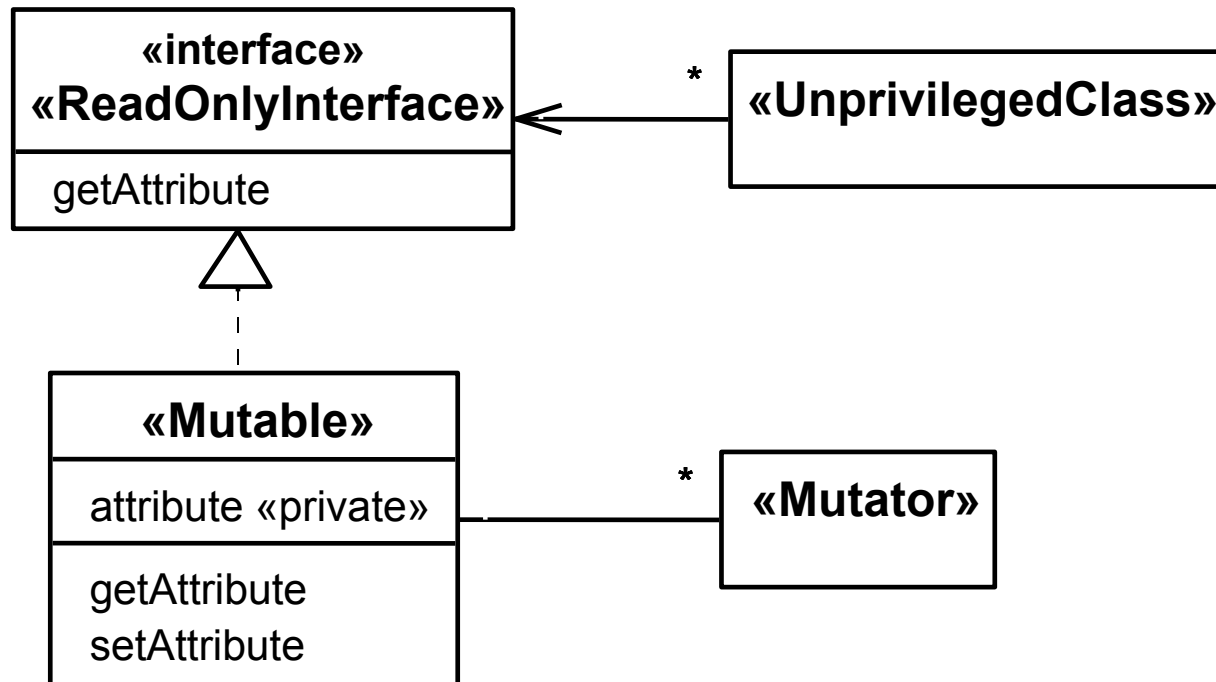 «interface»
«ReadOnlyInterface»
getAttribute
*
«UnprivilegedClass»
«Mutable»
attribute «private»
getAttribute
setAttribute
*
«Mutator»